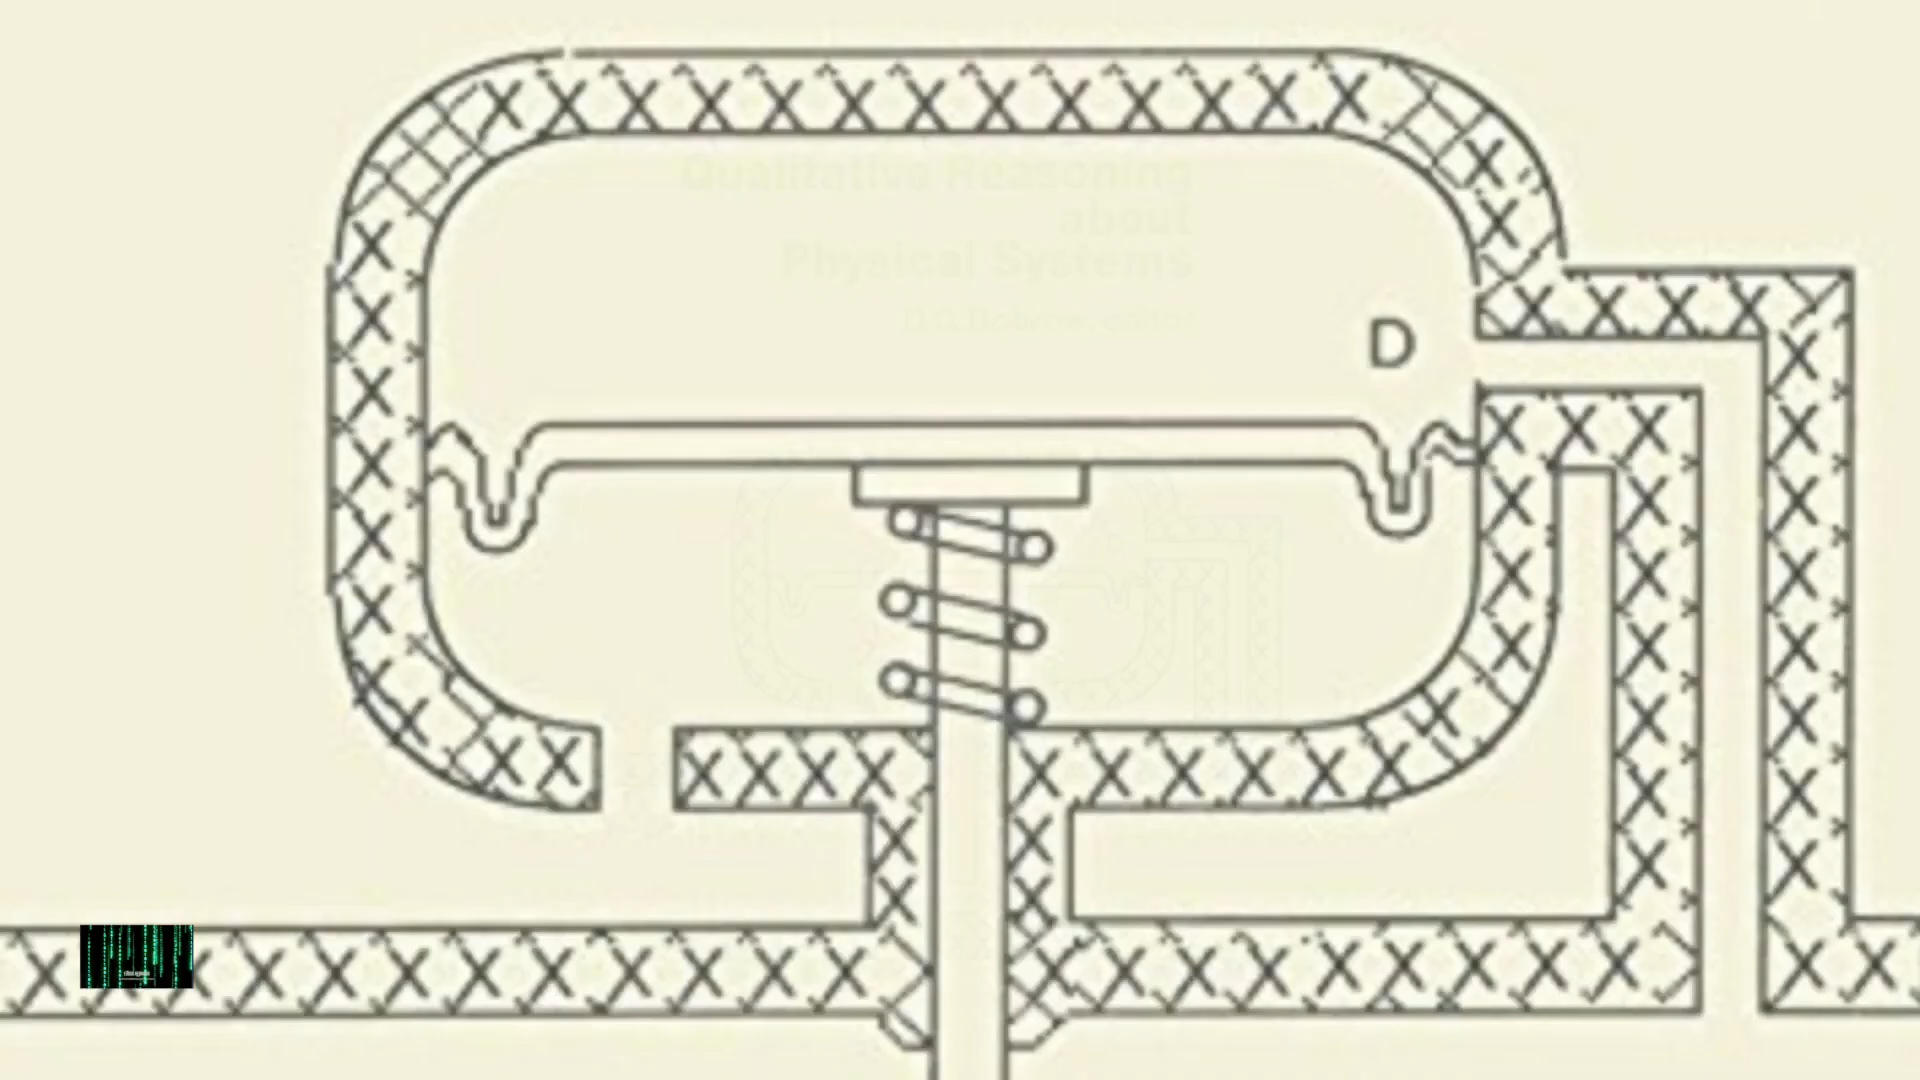 Qualitative Reasoning
about
Physical Systems
D